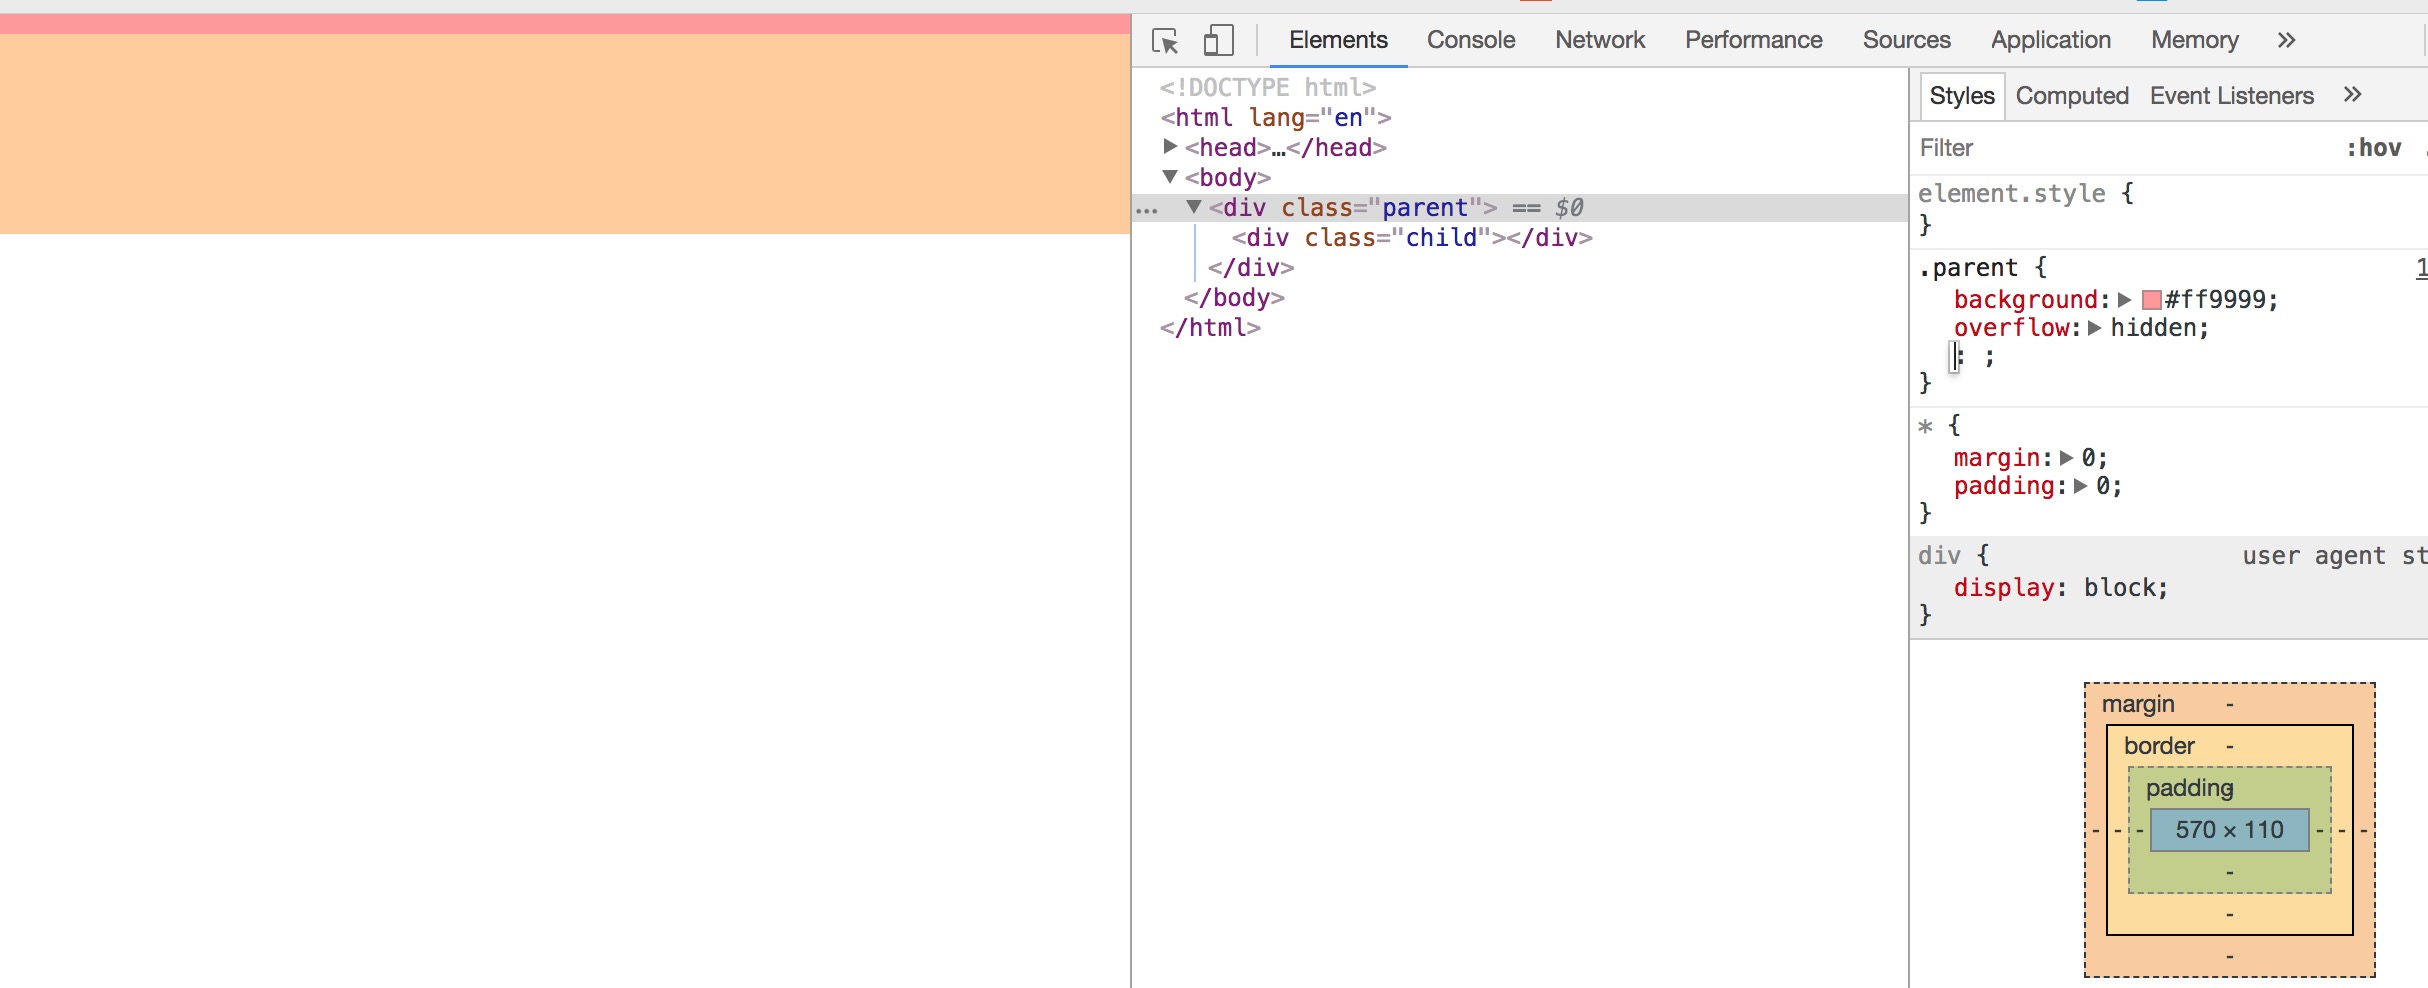 Elements Console Network Performance Sources Application Memory »
<!DOCTYPE html>
<html lang="en">
▶ <head>…</head>
▼ <body>
… ▼ <div class="parent"> == $0
<div class="child"></div>
</div>
</body>
</html>
Styles Computed Event Listeners »
Filter :hov
element.style {
}
.parent { 1
background: ▶ #ff9999;
overflow: ▶ hidden;
: ;
}
* {
margin: ▶ 0;
padding: ▶ 0;
}
div { user agent st
display: block;
}
margin -
border -
padding -
- - - 570 × 110 - - -
-
-
-